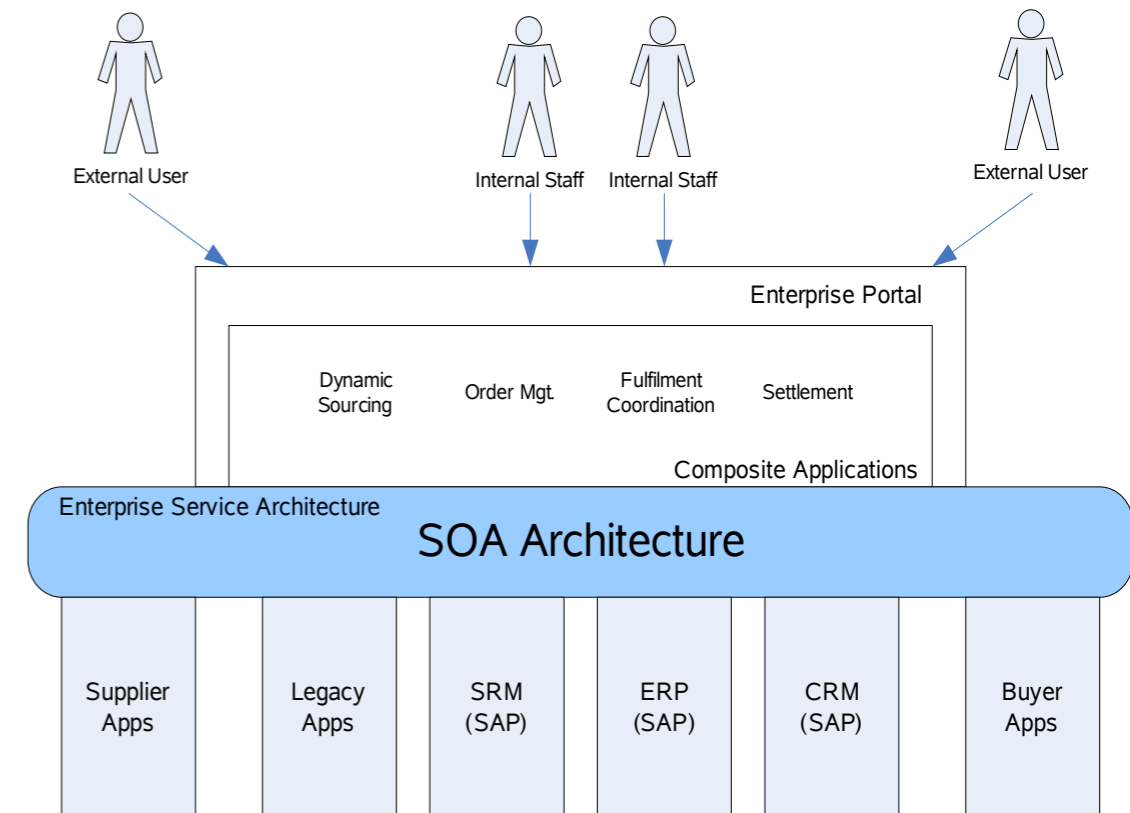 External User
Internal Staff
Internal Staff
External User
Enterprise Portal
Dynamic
Sourcing
Order Mgt.
Fulfilment
Coordination
Settlement
Composite Applications
Enterprise Service Architecture
SOA Architecture
Supplier
Apps
Legacy
Apps
SRM
(SAP)
ERP
(SAP)
CRM
(SAP)
Buyer
Apps